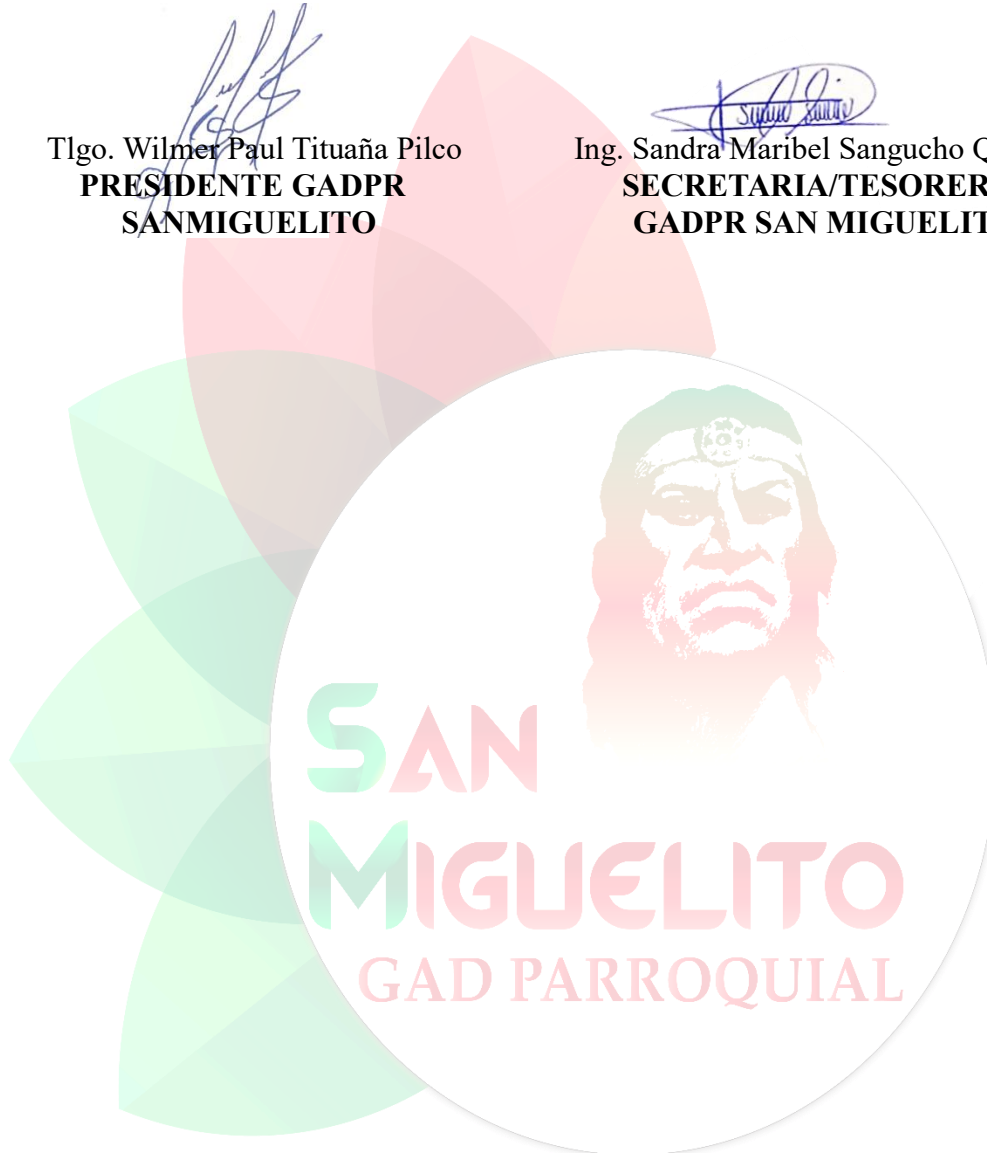 Tlgo. Wilmer Paul Tituaña Pilco
PRESIDENTE GADPR
SANMIGUELITO
Ing. Sandra Maribel Sangucho Q
SECRETARIA/TESORER
GADPR SAN MIGUELIT
SAN
MIGUELITO
GAD PARROQUIAL